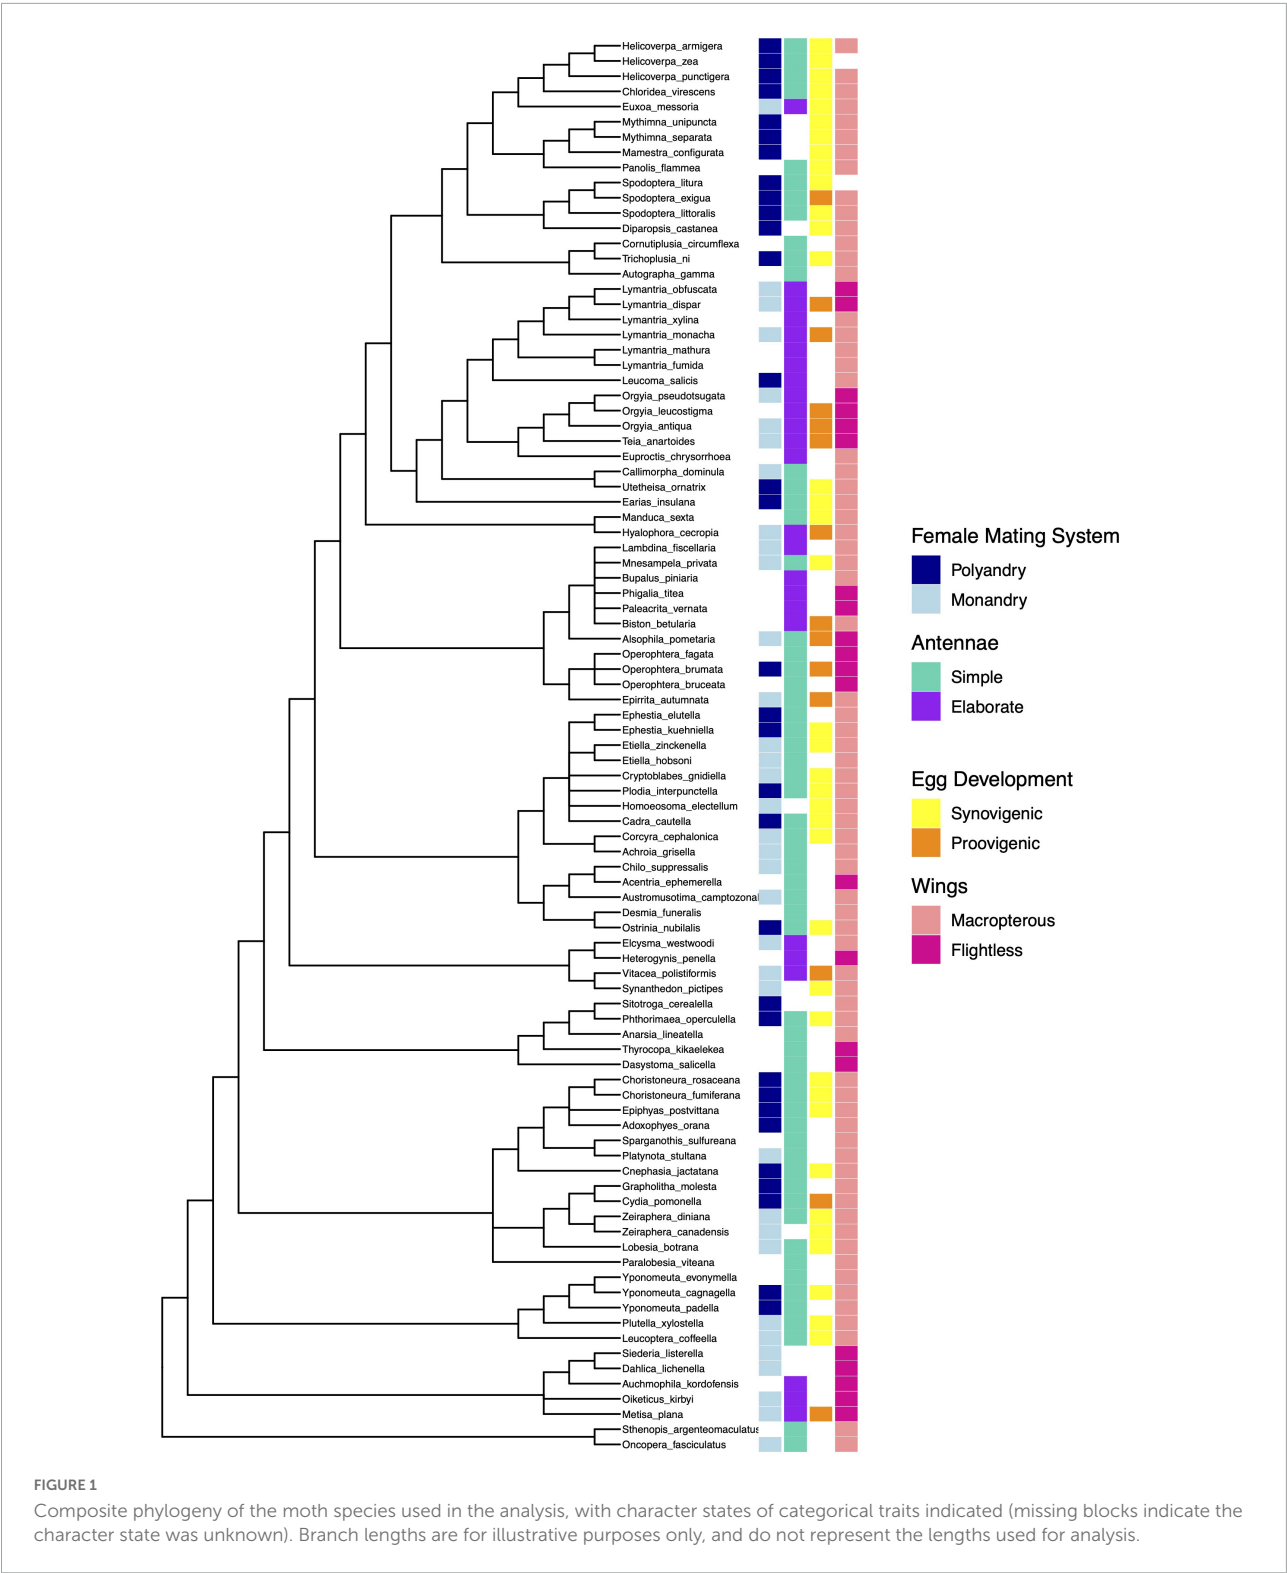 Helicoverpa_armigera
Helicoverpa_zea
Helicoverpa_punctigera
Chloridea_virescens
Euxoa_messoria
Mythimna_unipuncta
Mythimna_separata
Mamestra_configurata
Panolis_flammea
Spodoptera_litura
Spodoptera_exigua
Spodoptera_littoralis
Diparopsis_castanea
Cornutiplusia_circumflexa
Trichoplusia_ni
Autographa_gamma
Lymantria_obfuscata
Lymantria_dispar
Lymantria_xylina
Lymantria_monacha
Lymantria_mathura
Lymantria_fumida
Leucoma_salicis
Orgyia_pseudotsugata
Orgyia_leucostigma
Orgyia_antiqua
Teia_anartoides
Euproctis_chrysorrhoea
Callimorpha_dominula
Utetheisa_ornatrix
Earias_insulana
Manduca_sexta
Hyalophora_cecropia
Lambdina_fiscellaria
Mnesampela_privata
Bupalus_piniaria
Phigalia_titea
Paleacrita_vernata
Biston_betularia
Alsophila_pometaria
Operophtera_fagata
Operophtera_brumata
Operophtera_bruceata
Epirrita_autumnata
Ephestia_elutella
Ephestia_kuehniella
Etiella_zinckenella
Etiella_hobsoni
Cryptoblabes_gnidiella
Plodia_interpunctella
Homoeosoma_electellum
Cadra_cautella
Corcyra_cephalonica
Achroia_grisella
Chilo_suppressalis
Acentria_ephemerella
Austromusotima_camptozonal
Desmia_funeralis
Ostrinia_nubilalis
Elcysma_westwoodi
Heterogynis_penella
Vitacea_polistiformis
Synanthedon_pictipes
Sitotroga_cerealella
Phthorimaea_operculella
Anarsia_lineatella
Thyrocopa_kikaelekea
Dasystoma_salicella
Choristoneura_rosaceana
Choristoneura_fumiferana
Epiphyas_postvittana
Adoxophyes_orana
Sparganothis_sulfureana
Platynota_stultana
Cnephasia_jactatana
Grapholitha_molesta
Cydia_pomonella
Zeiraphera_diniana
Zeiraphera_canadensis
Lobesia_botrana
Paralobesia_viteana
Yponomeuta_evonymella
Yponomeuta_cagnagella
Yponomeuta_padella
Plutella_xylostella
Leucoptera_coffeella
Siederia_listerella
Dahlica_lichenella
Auchmophila_kordofensis
Oiketicus_kirbyi
Metisa_plana
Sthenopis_argenteomaculatus
Oncopera_fasciculatus
Female Mating System
Polyandry
Monandry
Antennae
Simple
Elaborate
Egg Development
Synovigenic
Proovigenic
Wings
Macropterous
Flightless
FIGURE 1
Composite phylogeny of the moth species used in the analysis, with character states of categorical traits indicated (missing blocks indicate the
character state was unknown). Branch lengths are for illustrative purposes only, and do not represent the lengths used for analysis.